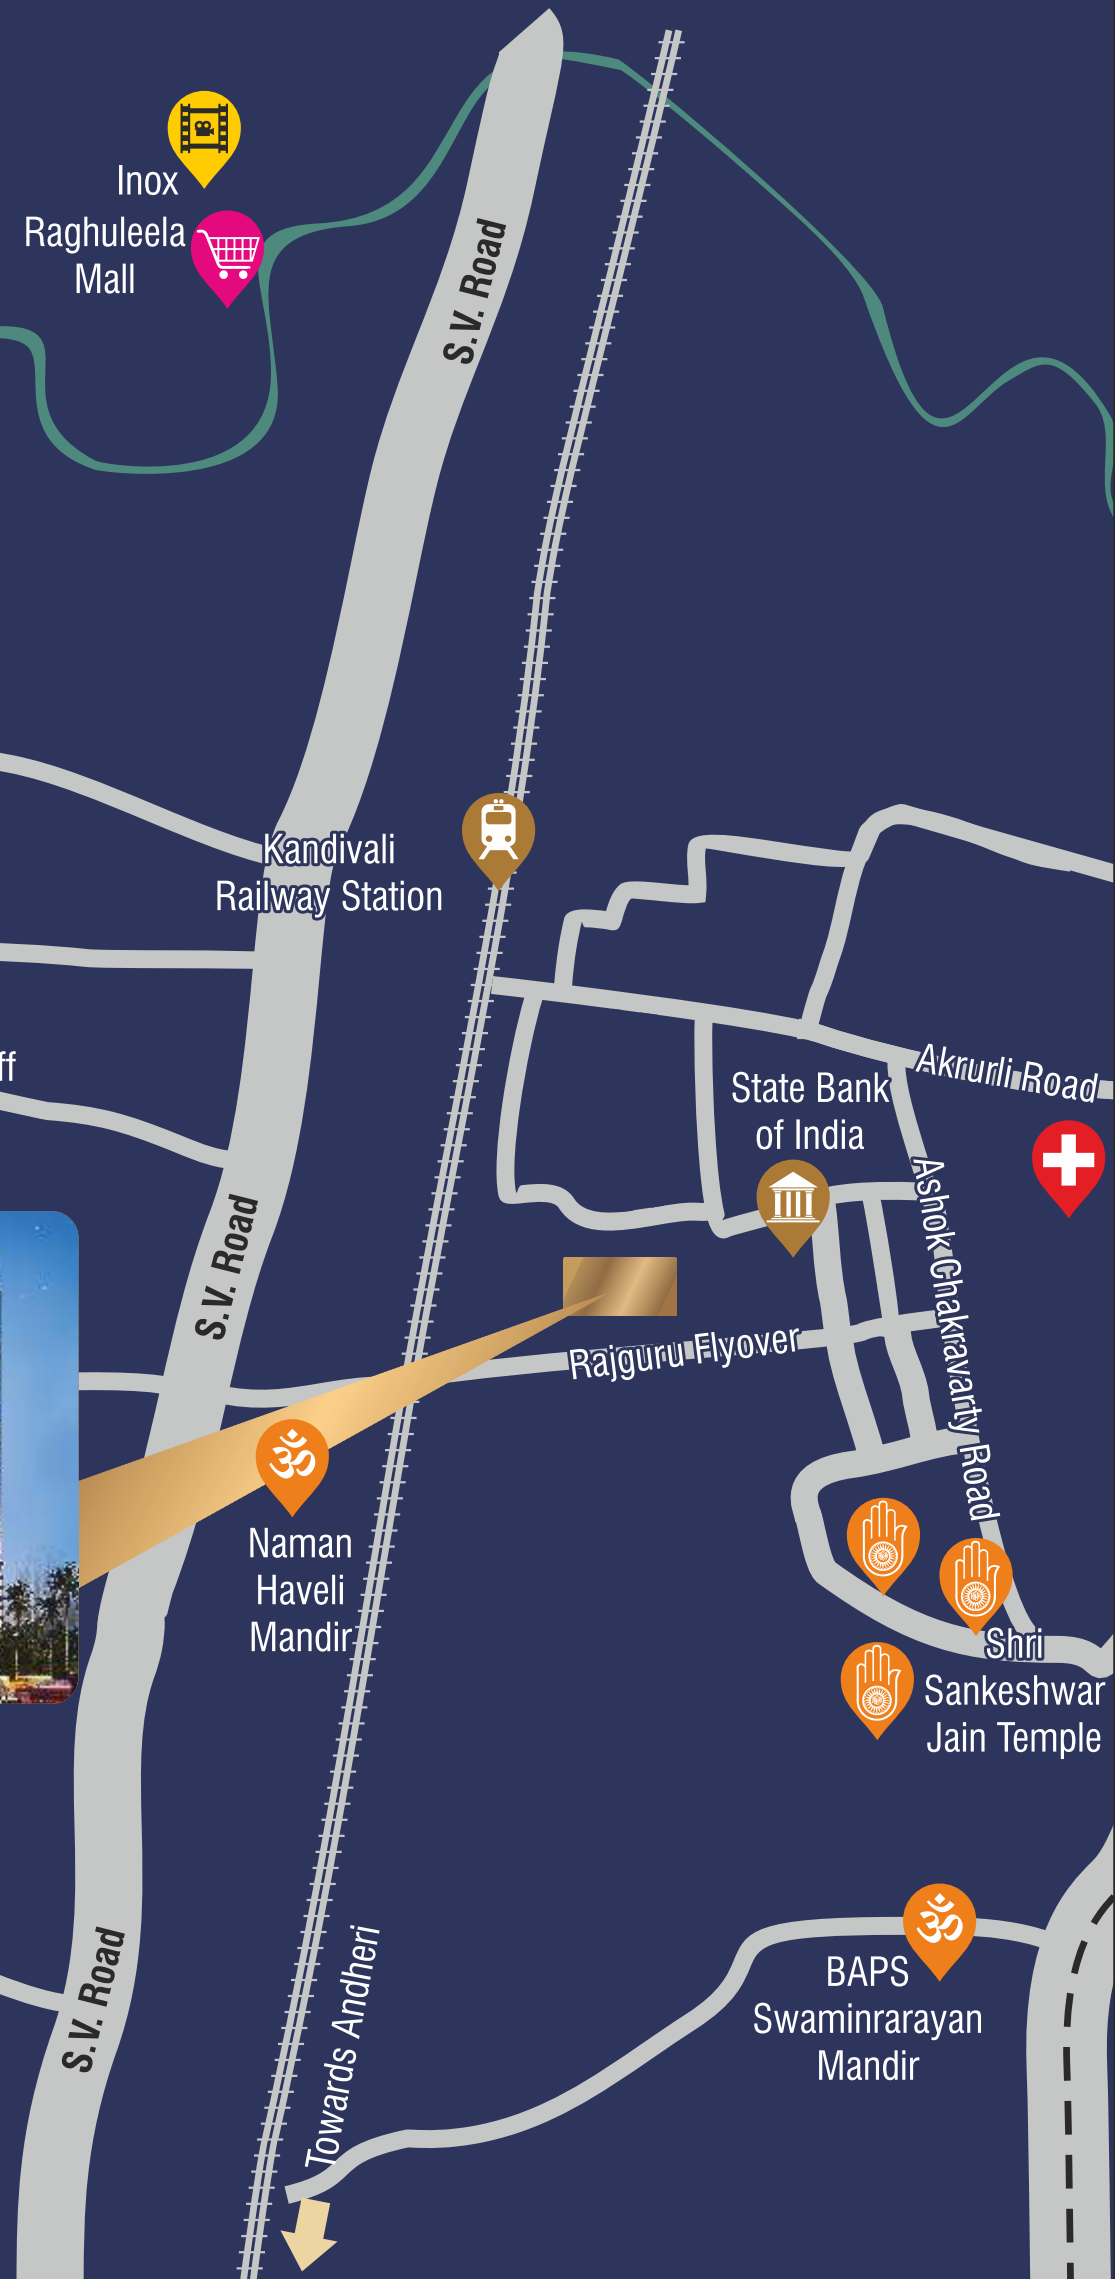 Inox
Raghuleela
Mall
S.V. Road
Kandivali
Railway Station
ff
Akrurli Road
State Bank
of India
Ashok Chakravarty Road
S.V. Road
Rajguru Flyover
Naman
Haveli
Mandir
Shri
Sankeshwar
Jain Temple
S.V. Road
Towards Andheri
BAPS
Swaminrarayan
Mandir